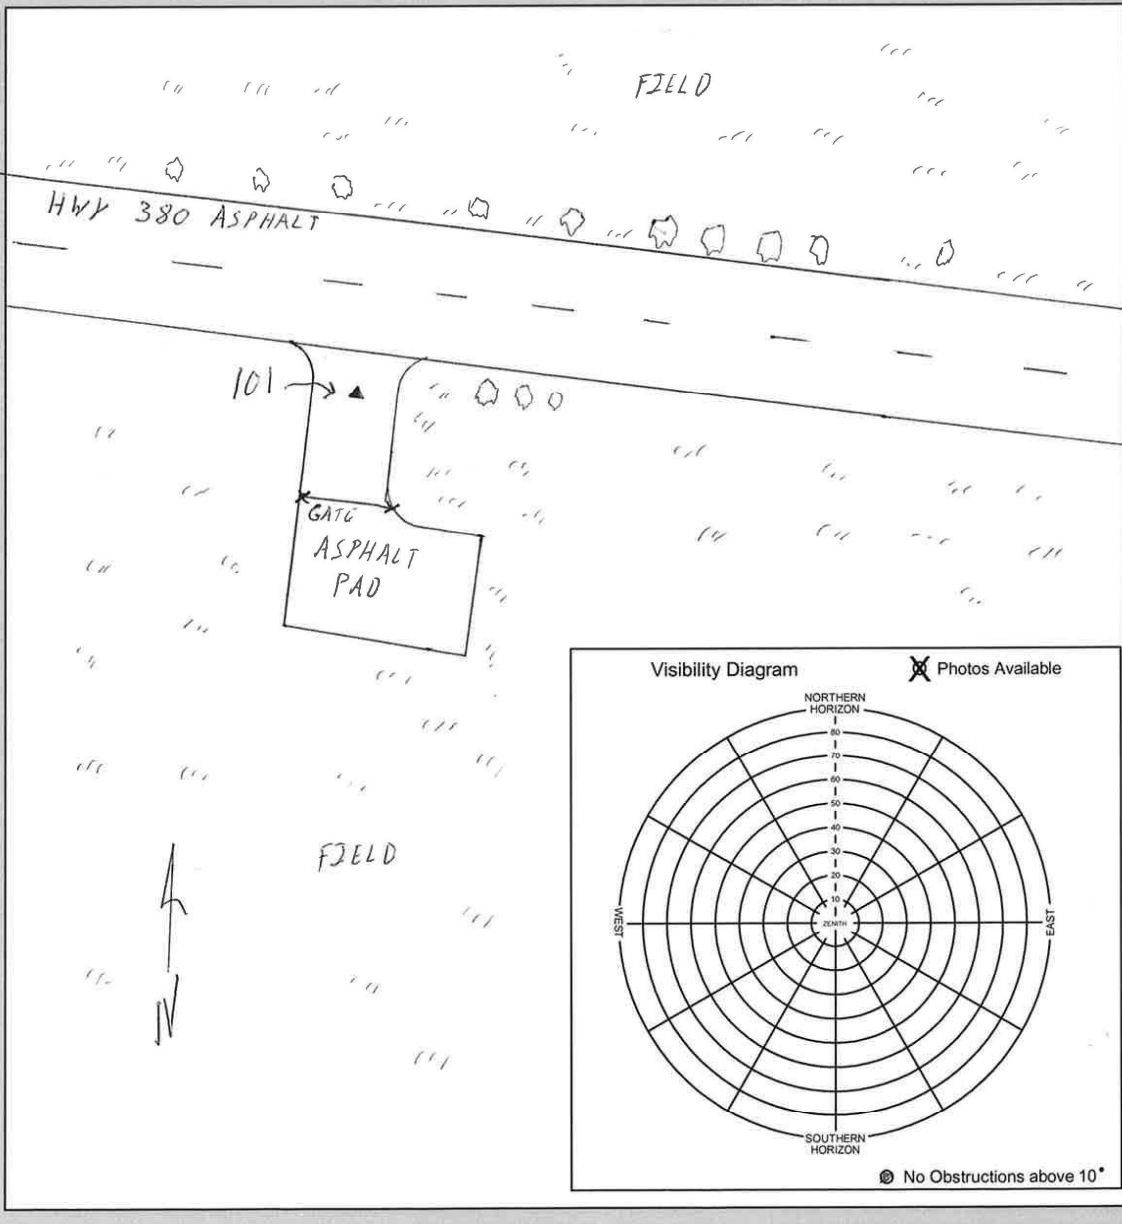 FIELD
HWY 380 ASPHALT
101
GATE
ASPHALT
PAD
FIELD
N
Visibility Diagram
Photos Available
NORTHERN
HORIZON
80
70
60
50
40
30
20
10
ZENITH
WEST
EAST
SOUTHERN
HORIZON
No Obstructions above 10°